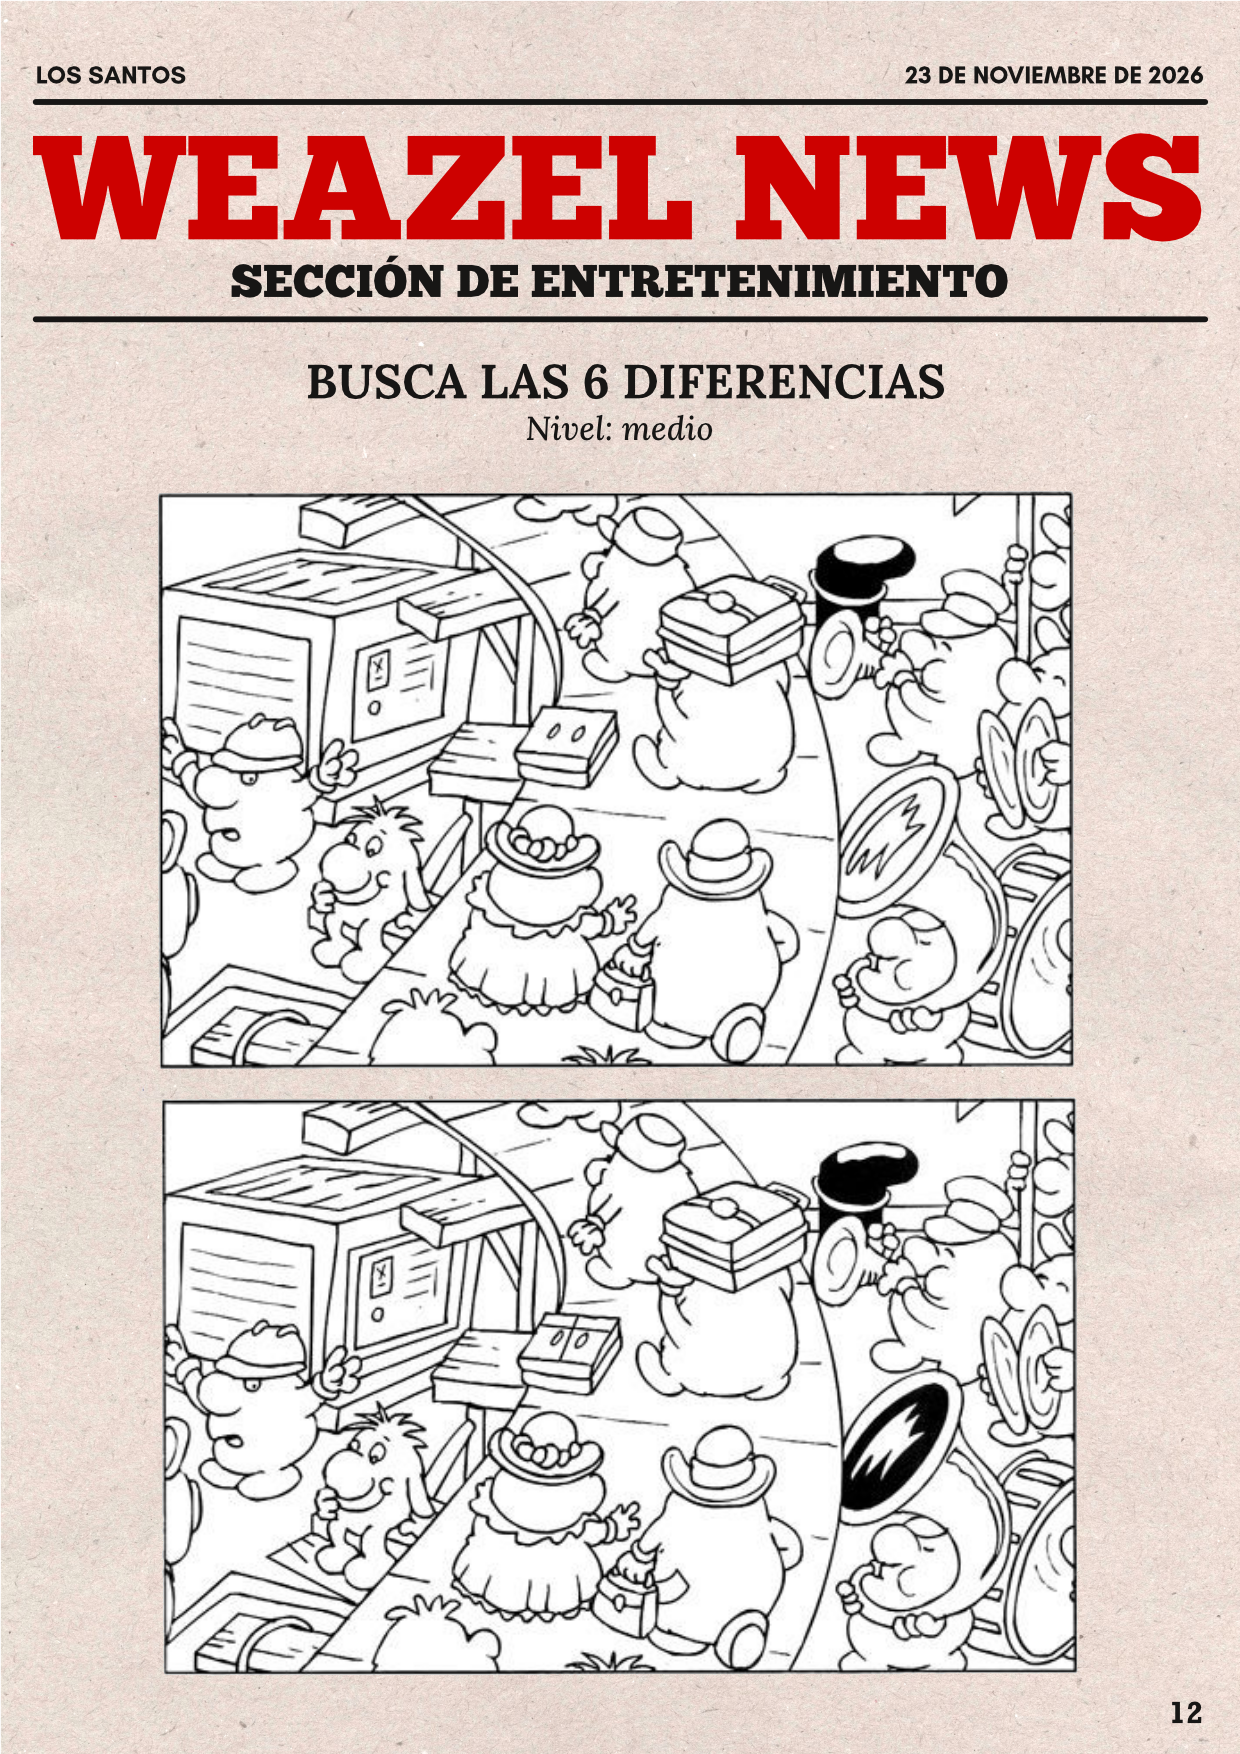 LOS SANTOS
23 DE NOVIEMBRE DE 2026
WEAZEL NEWS
SECCIÓN DE ENTRETENIMIENTO
BUSCA LAS 6 DIFERENCIAS
Nivel: medio
12